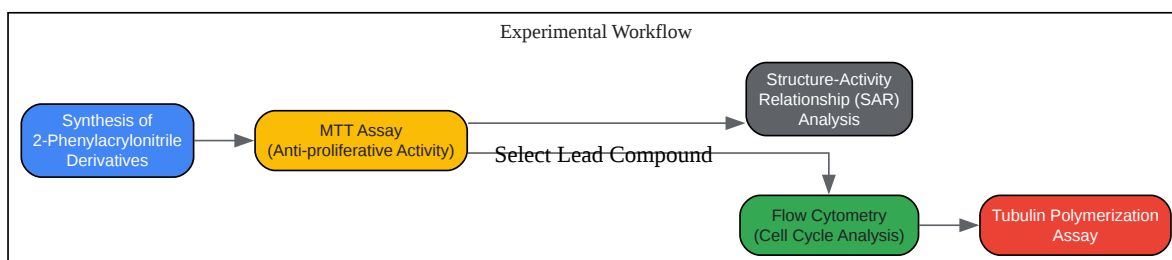 Experimental Workflow
Synthesis of
2-Phenylacrylonitrile
Derivatives
MTT Assay
(Anti-proliferative Activity)
Select Lead Compound
Structure-Activity
Relationship (SAR)
Analysis
Flow Cytometry
(Cell Cycle Analysis)
Tubulin Polymerization
Assay